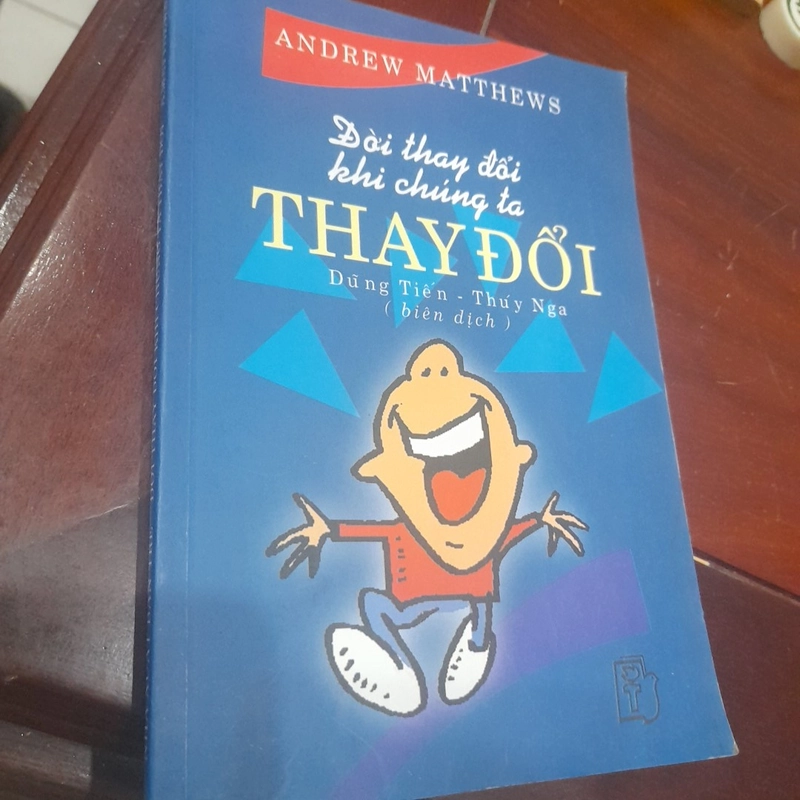 ANDREW MATTHEWS
Đời thay đổi
khi chúng ta
THAY ĐỔI
Dũng Tiến - Thúy Nga
( biên dịch )